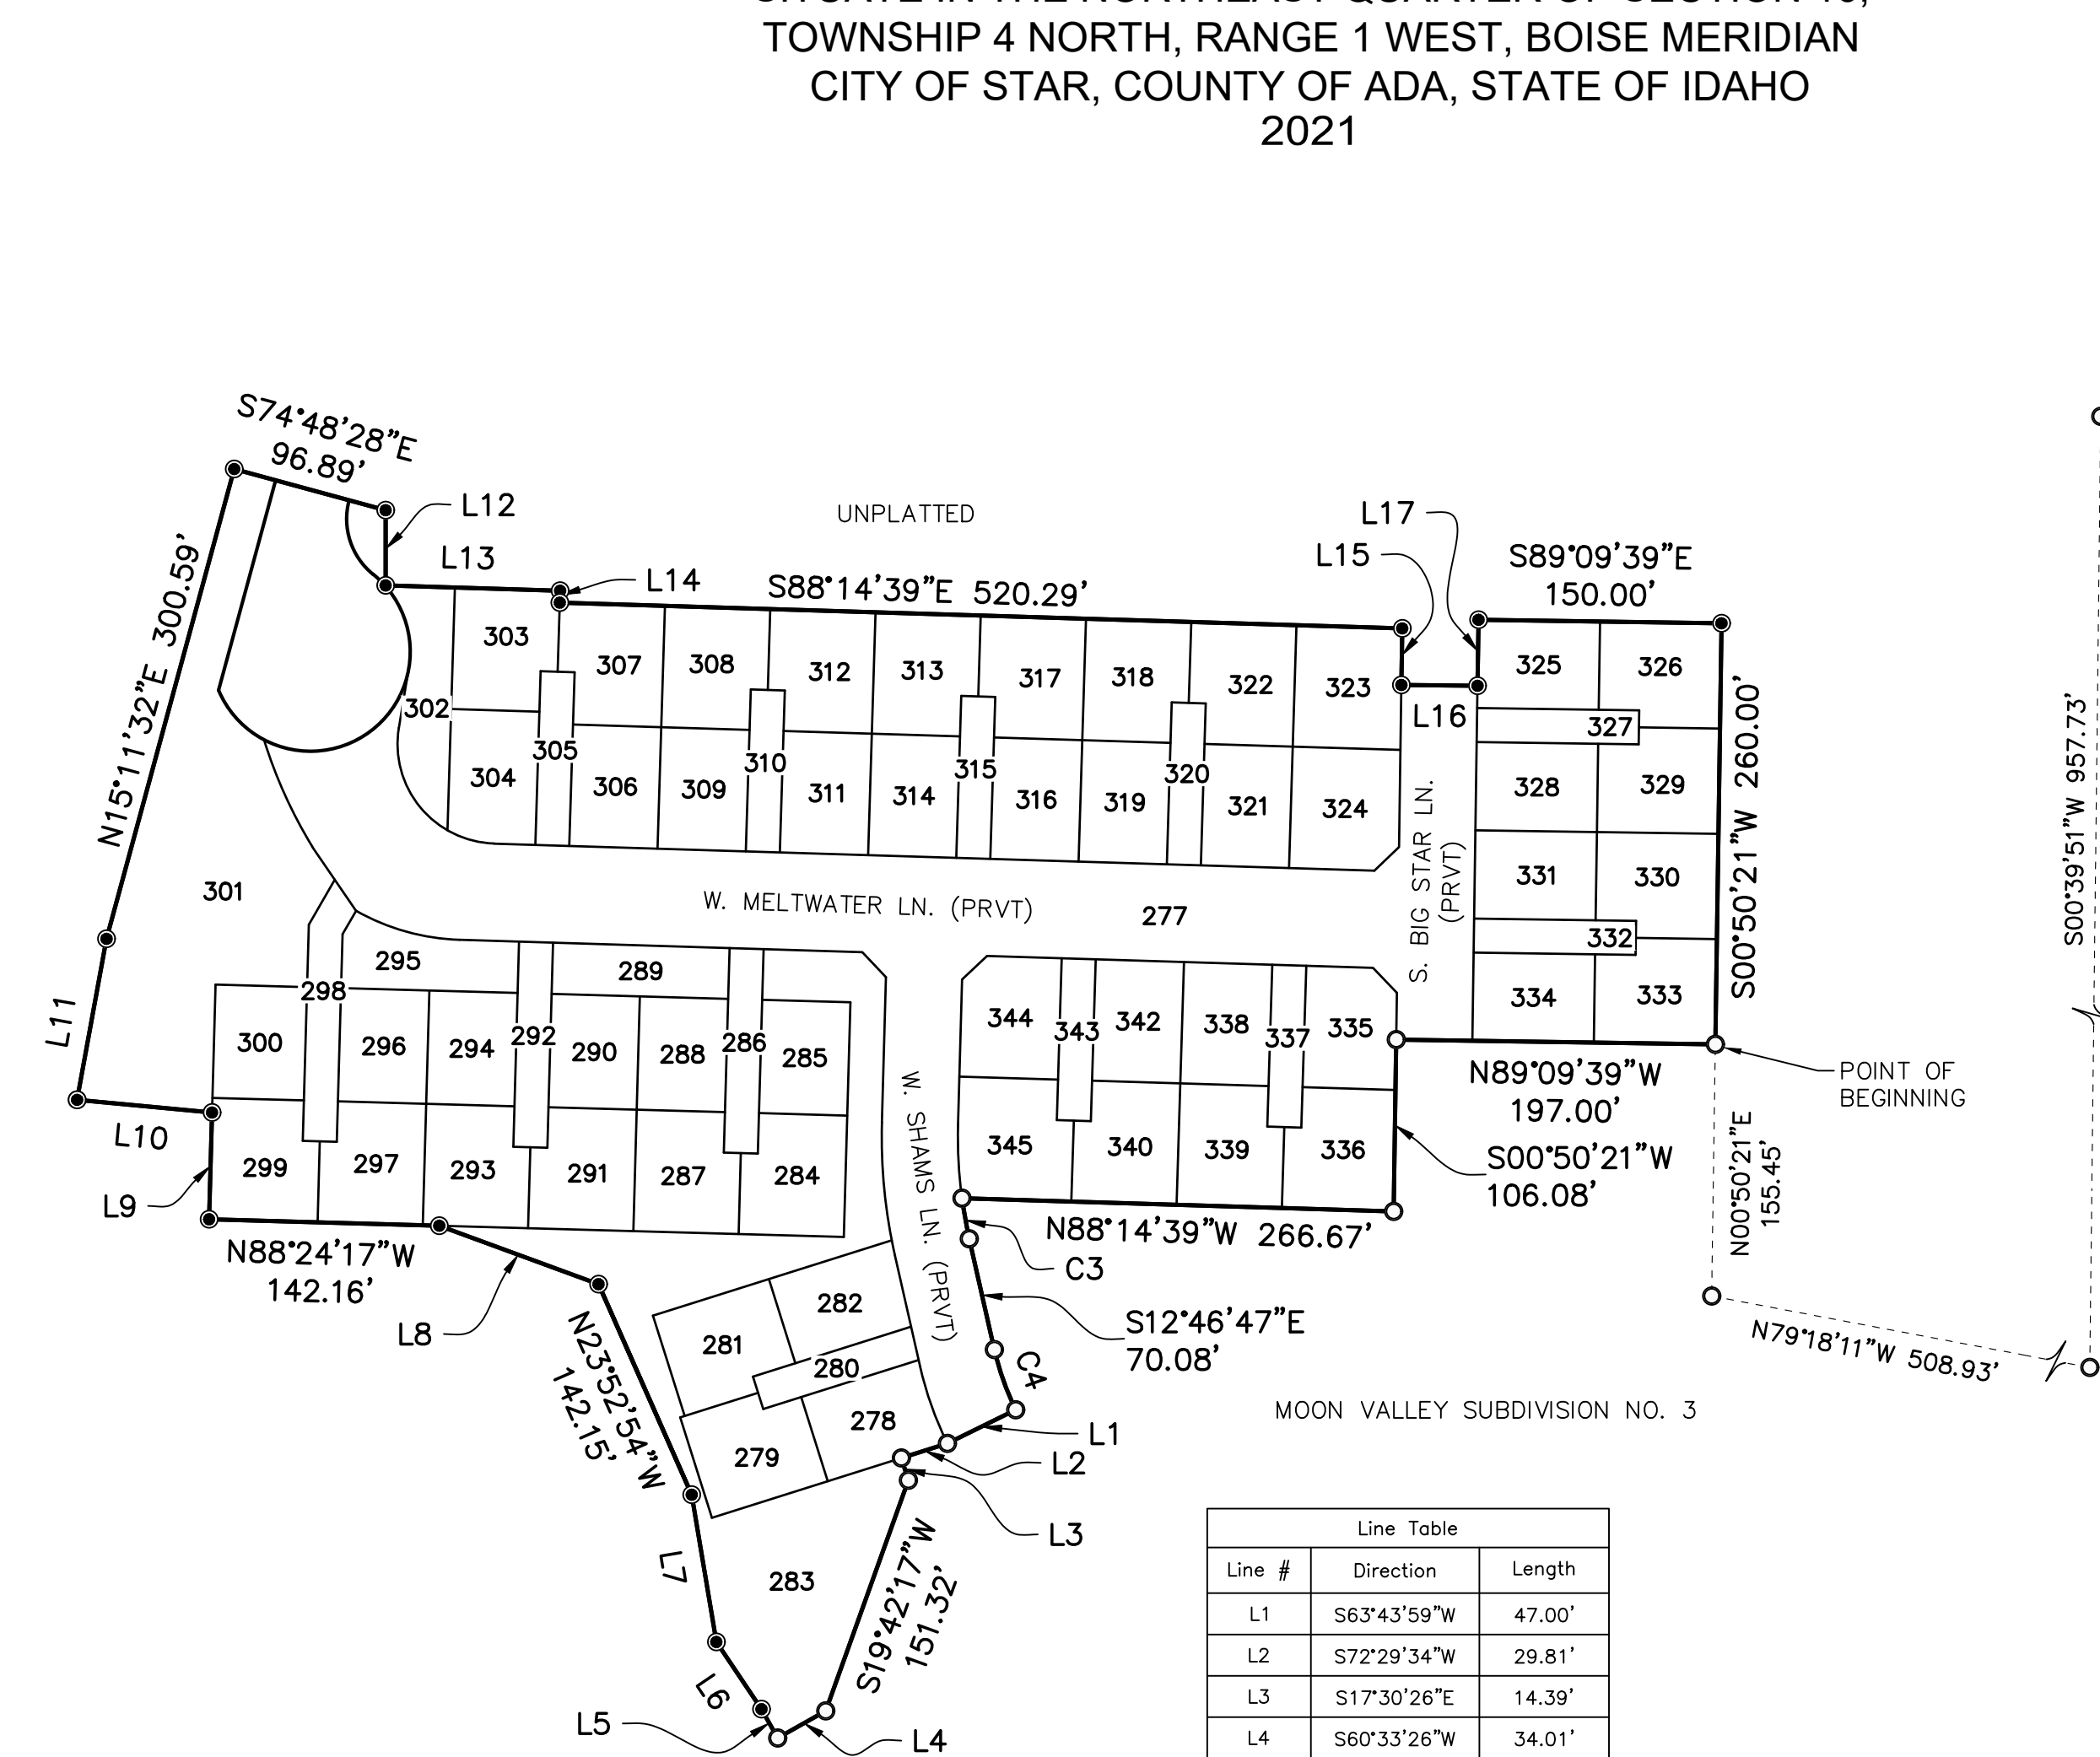 TOWNSHIP 4 NORTH, RANGE 1 WEST, BOISE MERIDIAN
CITY OF STAR, COUNTY OF ADA, STATE OF IDAHO
2021
S74°48'28"E
96.89'
L12
L13
L14
UNPLATTED
S88°14'39"E 520.29'
L17
L15
S89°09'39"E
150.00'
N15°11'32"E 300.59'
303
307
308
312
313
317
318
322
323
325
326
302
L16
327
304
305
306
309
310
311
314
315
316
319
320
321
324
328
329
S00°50'21"W 260.00'
S00°39'51"W 957.73'
S. BIG STAR LN.
(PRVT)
301
W. MELTWATER LN. (PRVT)
277
331
330
332
295
289
298
L11
300
296
294
292
290
288
286
285
344
343
342
338
337
335
334
333
N89°09'39"W
197.00'
POINT OF
BEGINNING
L10
299
297
293
291
287
284
W. SHAMS LN. (PRVT)
345
340
339
336
S00°50'21"W
106.08'
N00°50'21"E
155.45'
L9
N88°24'17"W
142.16'
N88°14'39"W 266.67'
C3
L8
N23°52'54"W
142.15'
282
281
280
278
279
S12°46'47"E
70.08'
C4
N79°18'11"W 508.93'
MOON VALLEY SUBDIVISION NO. 3
L1
L2
L3
L7
283
S19°42'17"W
151.32'
L6
L5
L4
Line Table
Line # Direction Length
L1 S63°43'59"W 47.00'
L2 S72°29'34"W 29.81'
L3 S17°30'26"E 14.39'
L4 S60°33'26"W 34.01'